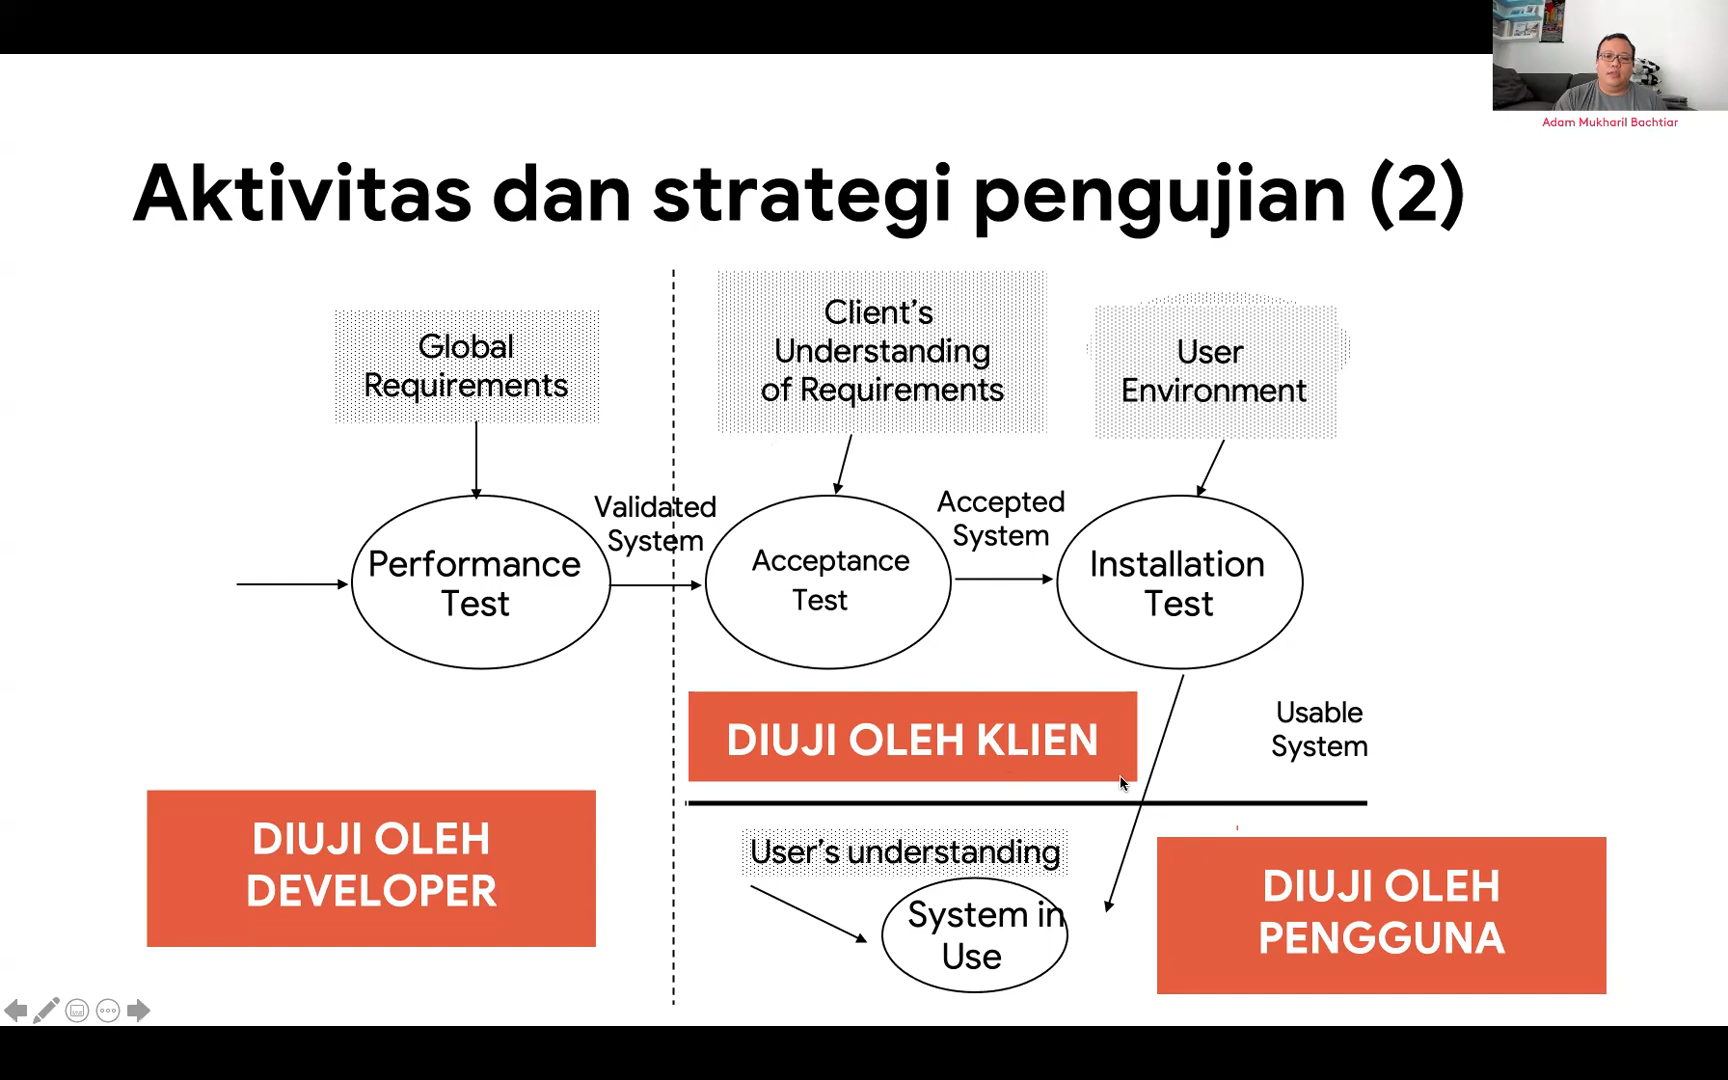 Adam Mukharil Bachtiar
Aktivitas dan strategi pengujian (2)
Global
Requirements
Client's
Understanding
of Requirements
User
Environment
Validated
System
Accepted
System
Performance
Test
Acceptance
Test
Installation
Test
DIUJI OLEH KLIEN
Usable
System
DIUJI OLEH
DEVELOPER
User's understanding
System in
Use
DIUJI OLEH
PENGGUNA